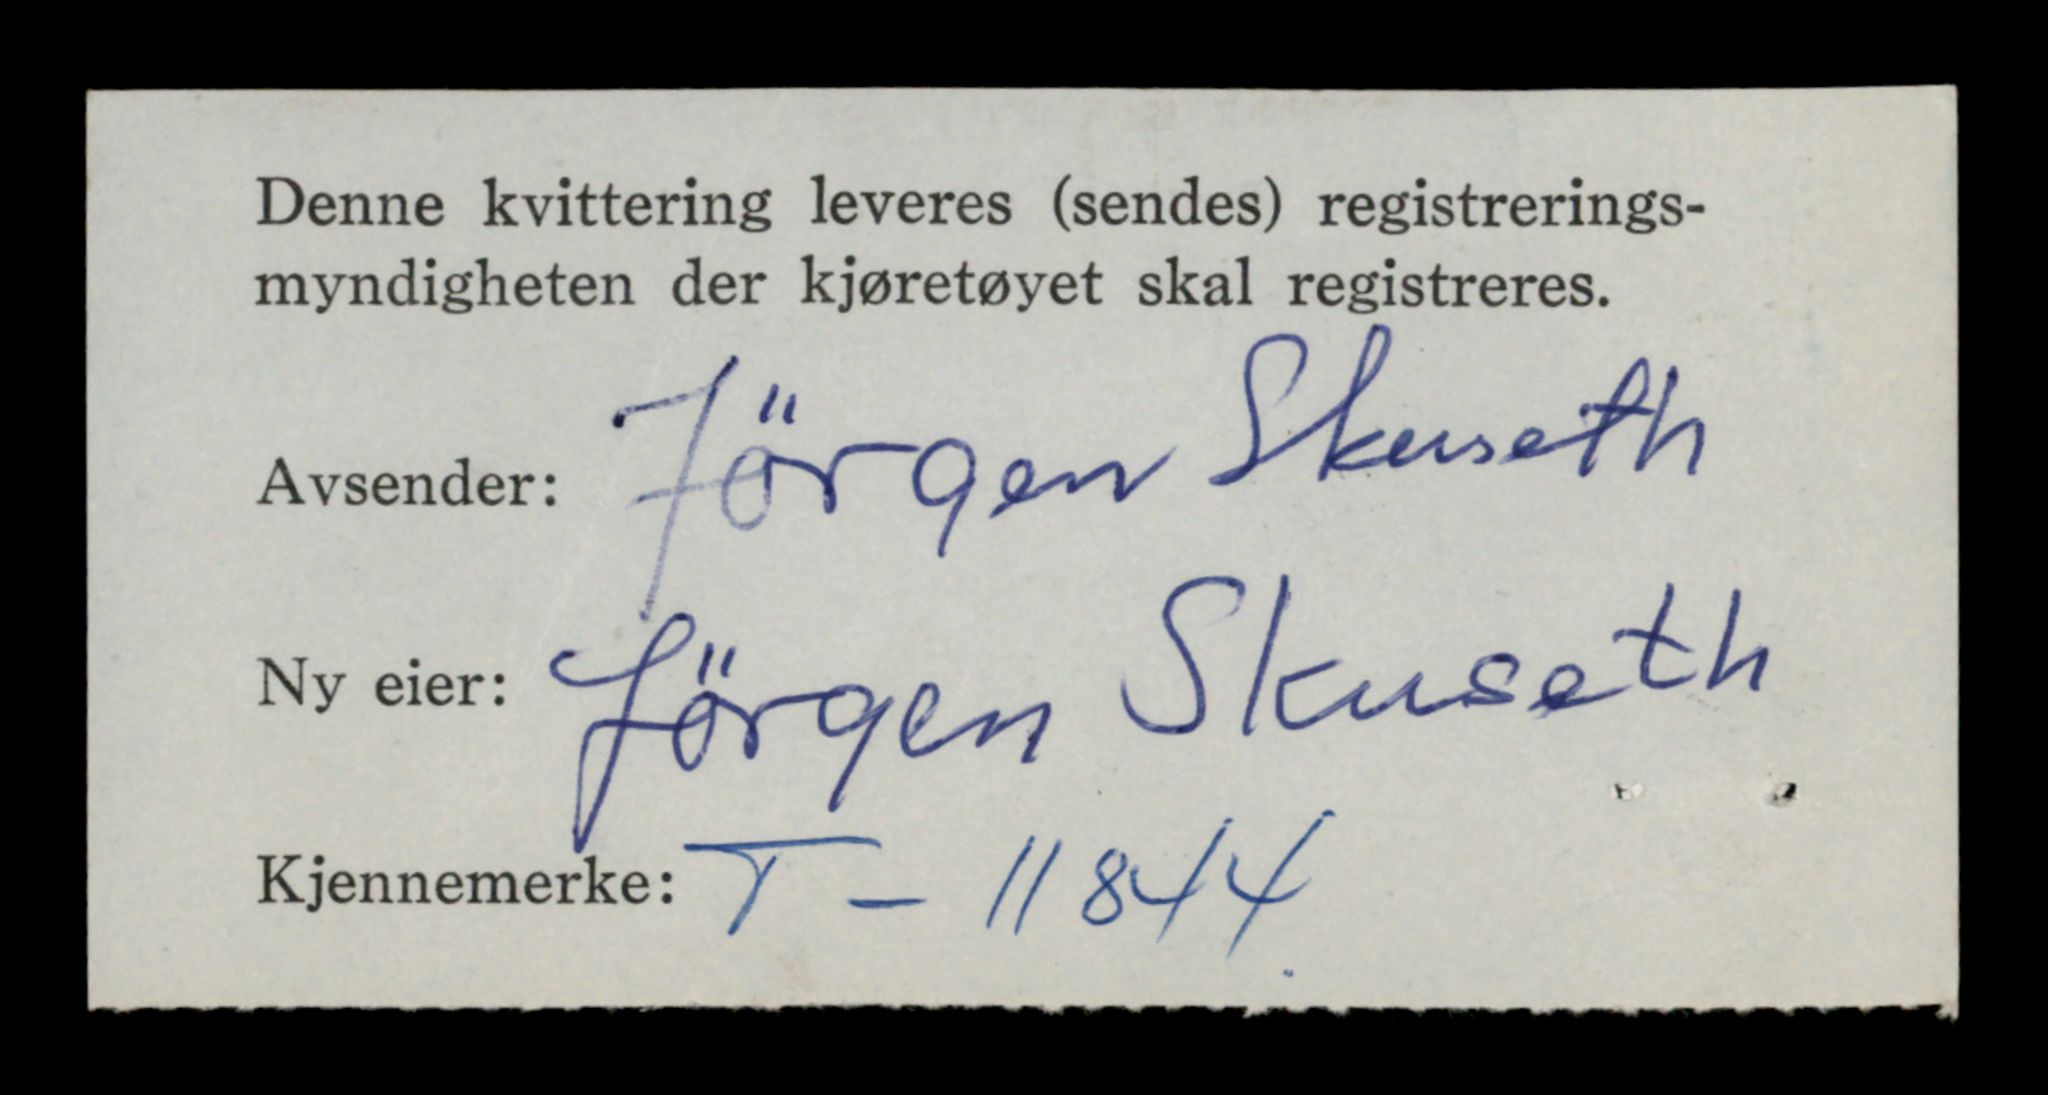 Denne kvittering leveres (sendes) registrerings-
myndigheten der kjøretøyet skal registreres.
Avsender: Jörgen Skuseth
Ny eier: Jörgen Skuseth
Kjennemerke: T - 11844